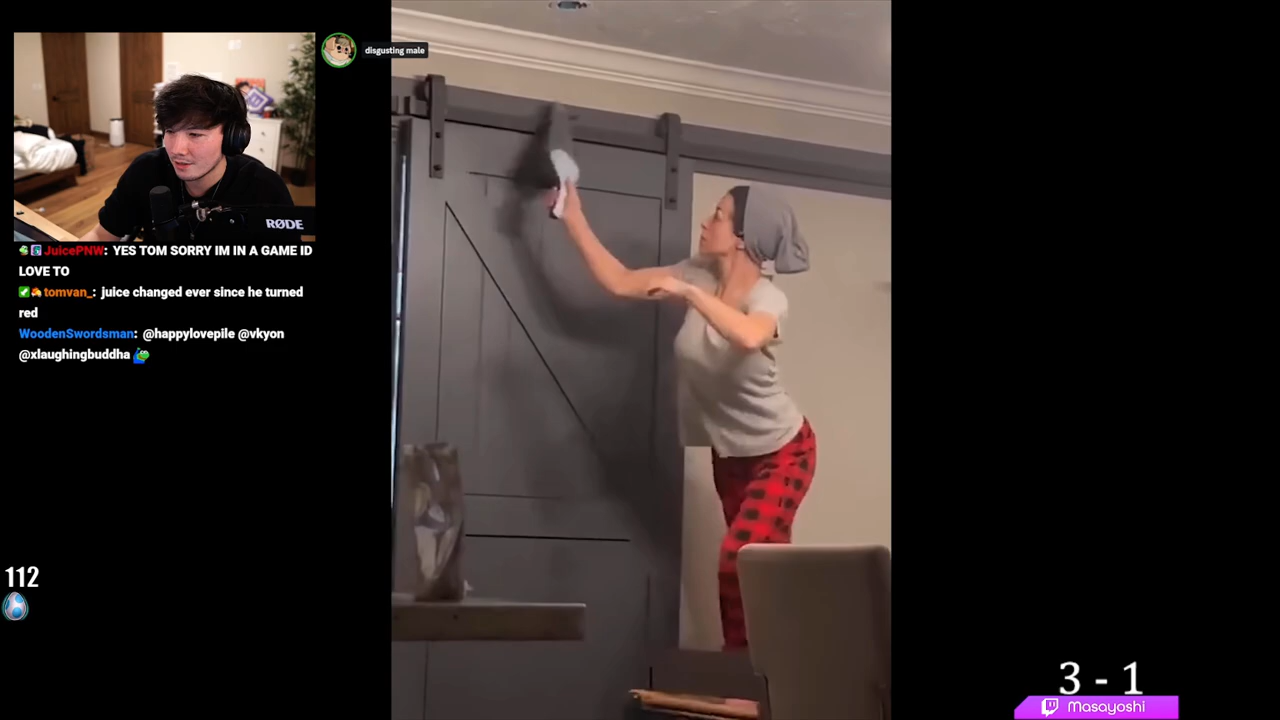 disgusting male
RØDE
JuicePNW: YES TOM SORRY IM IN A GAME ID
LOVE TO
tomvan_: juice changed ever since he turned
red
WoodenSwordsman: @happylovepile @vkyon
@xlaughingbuddha
112
3 - 1
Masayoshi